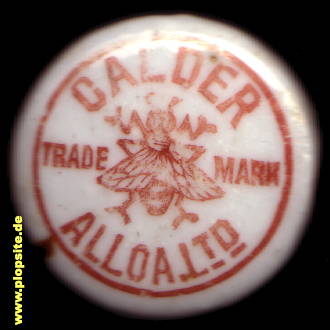 CALDER
TRADE MARK
ALLOA. LTD
www.plopsite.de